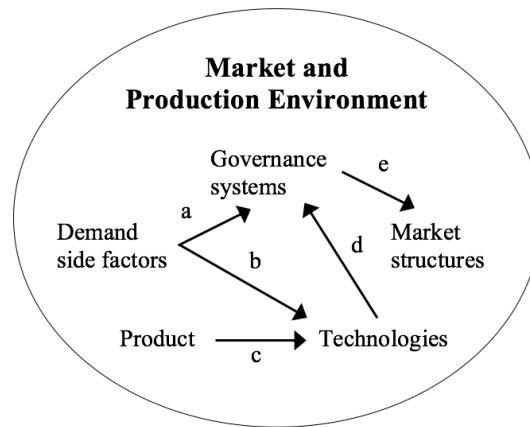 Market and
Production Environment
Governance
systems
e
a
Demand
side factors
b
d
Market
structures
Product
c
Technologies